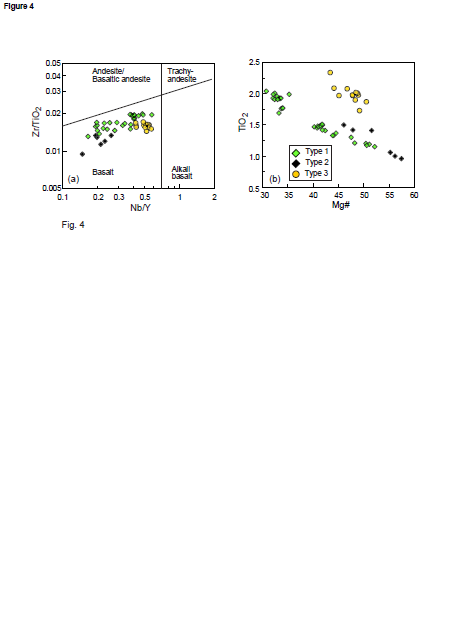 Figure 4
0.05
0.04
0.03
0.02
0.01
0.005
Zr/TiO2
Andesite/
Basaltic andesite
Trachy-
andesite
Basalt
Alkali
basalt
(a)
0.1 0.2 0.3 0.5 1 2
Nb/Y
2.5
2.0
1.5
1.0
0.5
TiO2
Type 1
Type 2
Type 3
(b)
30 35 40 45 50 55 60
Mg#
Fig. 4